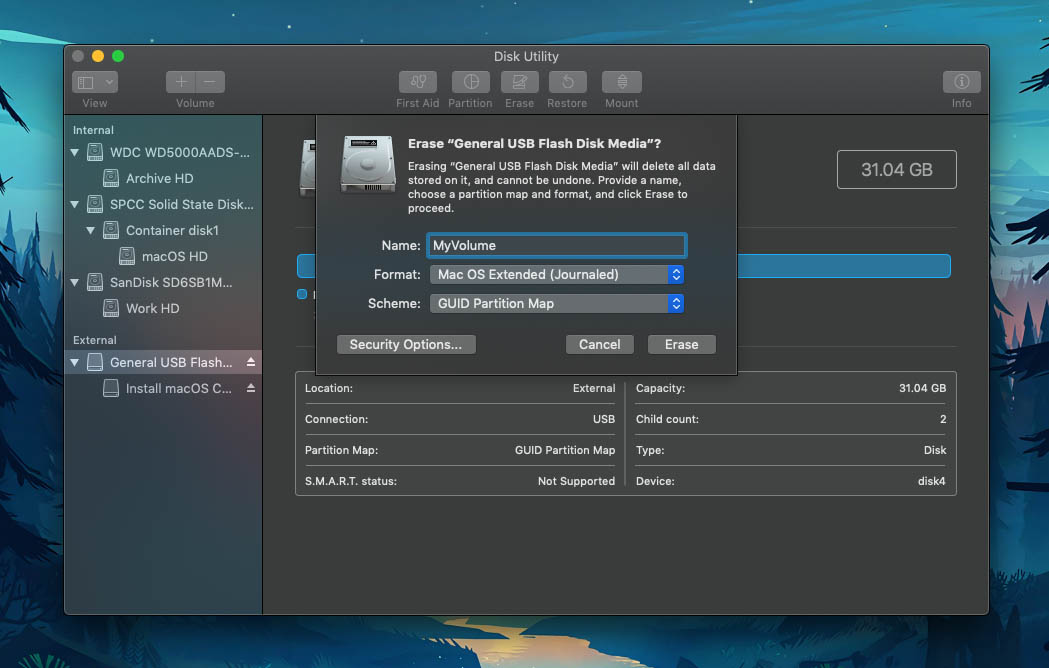 Disk Utility
View
Volume
First Aid
Partition
Erase
Restore
Mount
Info
Internal
WDC WD5000AADS-...
Archive HD
SPCC Solid State Disk...
Container disk1
macOS HD
SanDisk SD6SB1M...
Work HD
External
General USB Flash...
Install macOS C...
Erase “General USB Flash Disk Media”?
Erasing “General USB Flash Disk Media” will delete all data
stored on it, and cannot be undone. Provide a name,
choose a partition map and format, and click Erase to
proceed.
Name: MyVolume
Format: Mac OS Extended (Journaled)
Scheme: GUID Partition Map
Security Options...
Cancel
Erase
31.04 GB
Location: External
Connection: USB
Partition Map: GUID Partition Map
S.M.A.R.T. status: Not Supported
Capacity: 31.04 GB
Child count: 2
Type: Disk
Device: disk4